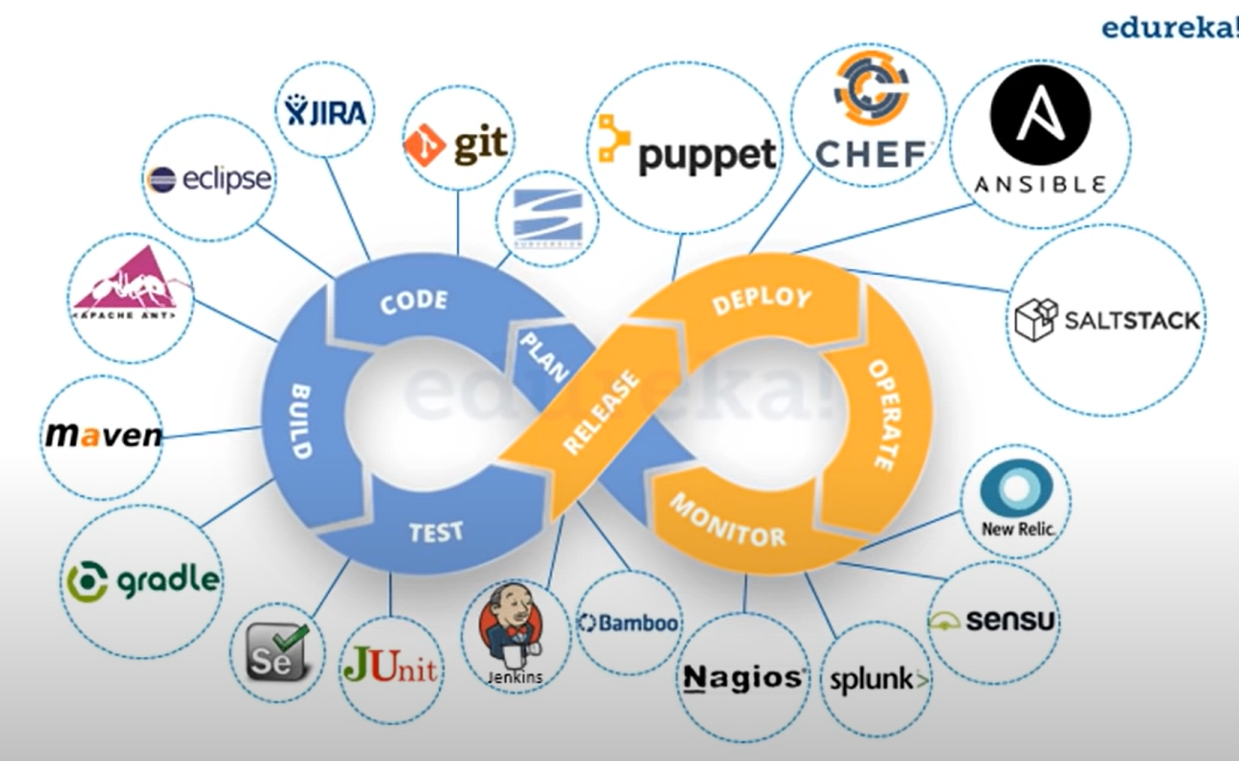 edureka!
JIRA
git
eclipse
SUBVERSION
puppet
CHEF
ANSIBLE
<APACHE ANT>
SALTSTACK
maven
gradle
CODE
PLAN
BUILD
TEST
RELEASE
DEPLOY
OPERATE
MONITOR
edureka!
New Relic.
sensu
Se
JUnit
Jenkins
Bamboo
Nagios®
splunk>